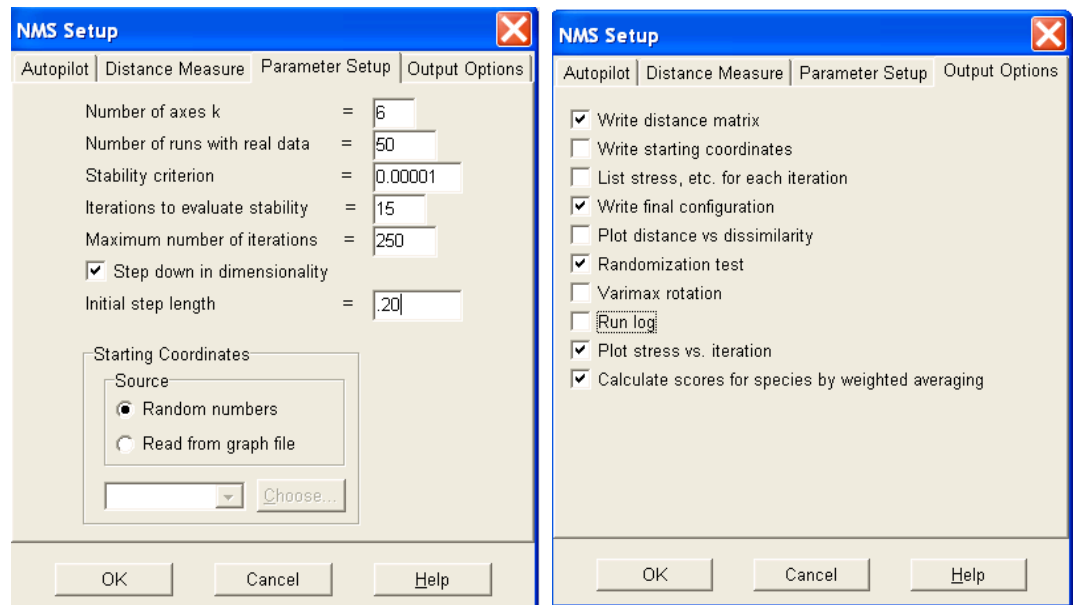 NMS Setup
Autopilot Distance Measure Parameter Setup Output Options
Number of axes k = 6
Number of runs with real data = 50
Stability criterion = 0.00001
Iterations to evaluate stability = 15
Maximum number of iterations = 250
Step down in dimensionality
Initial step length = .20
Starting Coordinates
Source
Random numbers
Read from graph file
Choose...
OK Cancel Help
NMS Setup
Autopilot Distance Measure Parameter Setup Output Options
Write distance matrix
Write starting coordinates
List stress, etc. for each iteration
Write final configuration
Plot distance vs dissimilarity
Randomization test
Varimax rotation
Run log
Plot stress vs. iteration
Calculate scores for species by weighted averaging
OK Cancel Help